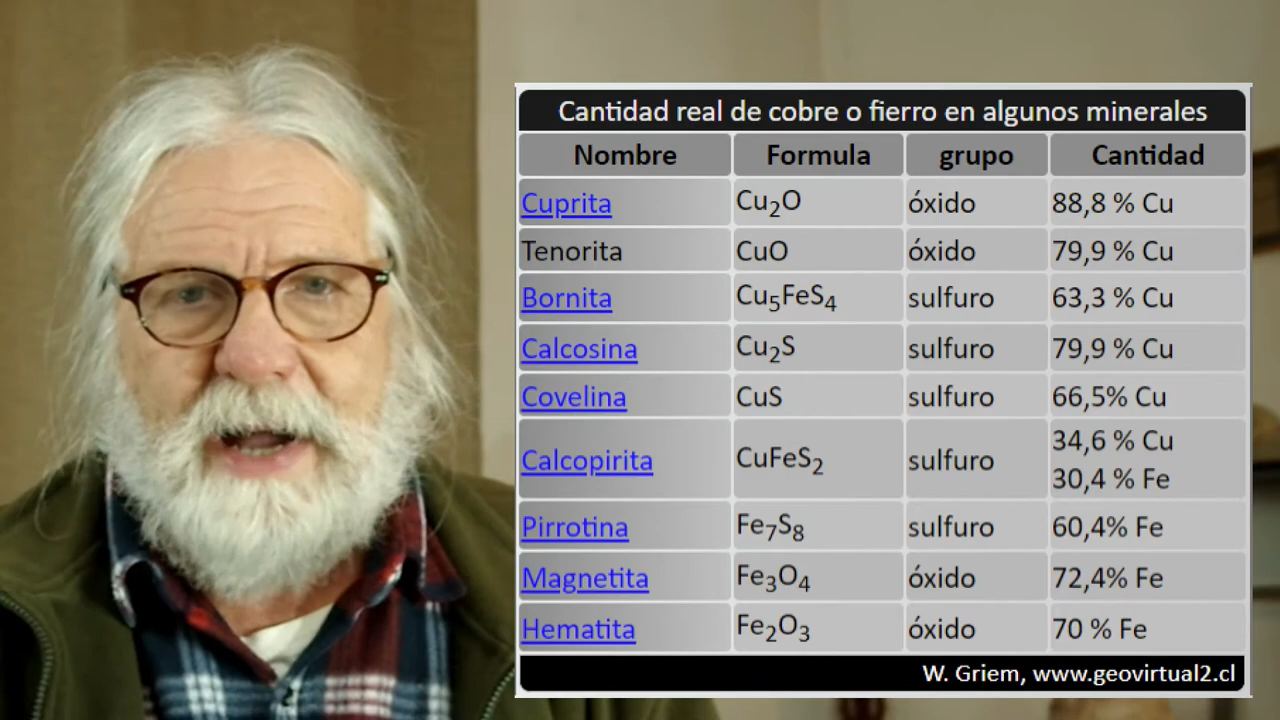 Cantidad real de cobre o fierro en algunos minerales
Nombre Formula grupo Cantidad
Cuprita Cu₂O óxido 88,8 % Cu
Tenorita CuO óxido 79,9 % Cu
Bornita Cu₅FeS₄ sulfuro 63,3 % Cu
Calcosina Cu₂S sulfuro 79,9 % Cu
Covelina CuS sulfuro 66,5% Cu
Calcopirita CuFeS₂ sulfuro 34,6 % Cu
30,4 % Fe
Pirrotina Fe₇S₈ sulfuro 60,4% Fe
Magnetita Fe₃O₄ óxido 72,4% Fe
Hematita Fe₂O₃ óxido 70 % Fe
W. Griem, www.geovirtual2.cl